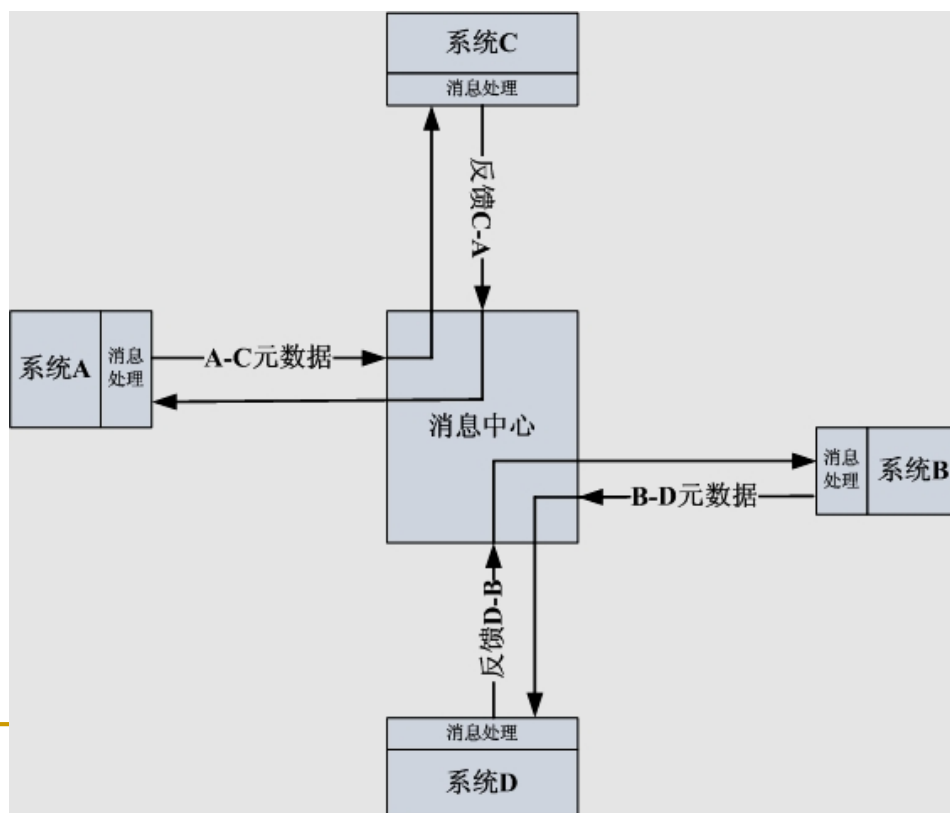 系统C
消息处理
反馈C-A
系统A
消息
处理
A-C元数据
消息中心
消息
处理
系统B
B-D元数据
反馈D-B
消息处理
系统D